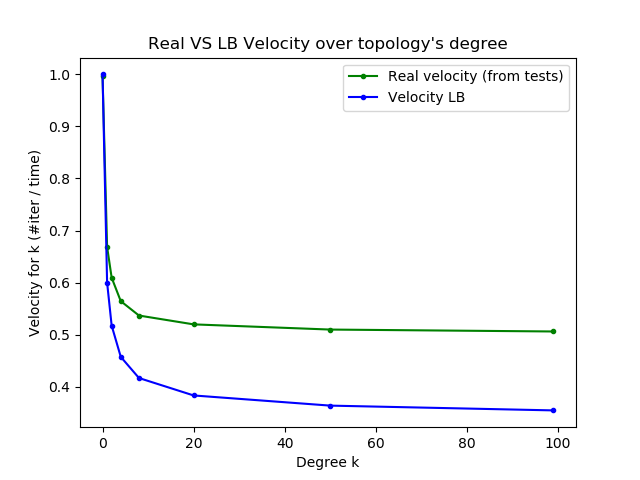 Real VS LB Velocity over topology's degree
Real velocity (from tests)
Velocity LB
Velocity for k (#iter / time)
1.0
0.9
0.8
0.7
0.6
0.5
0.4
0
20
40
60
80
100
Degree k